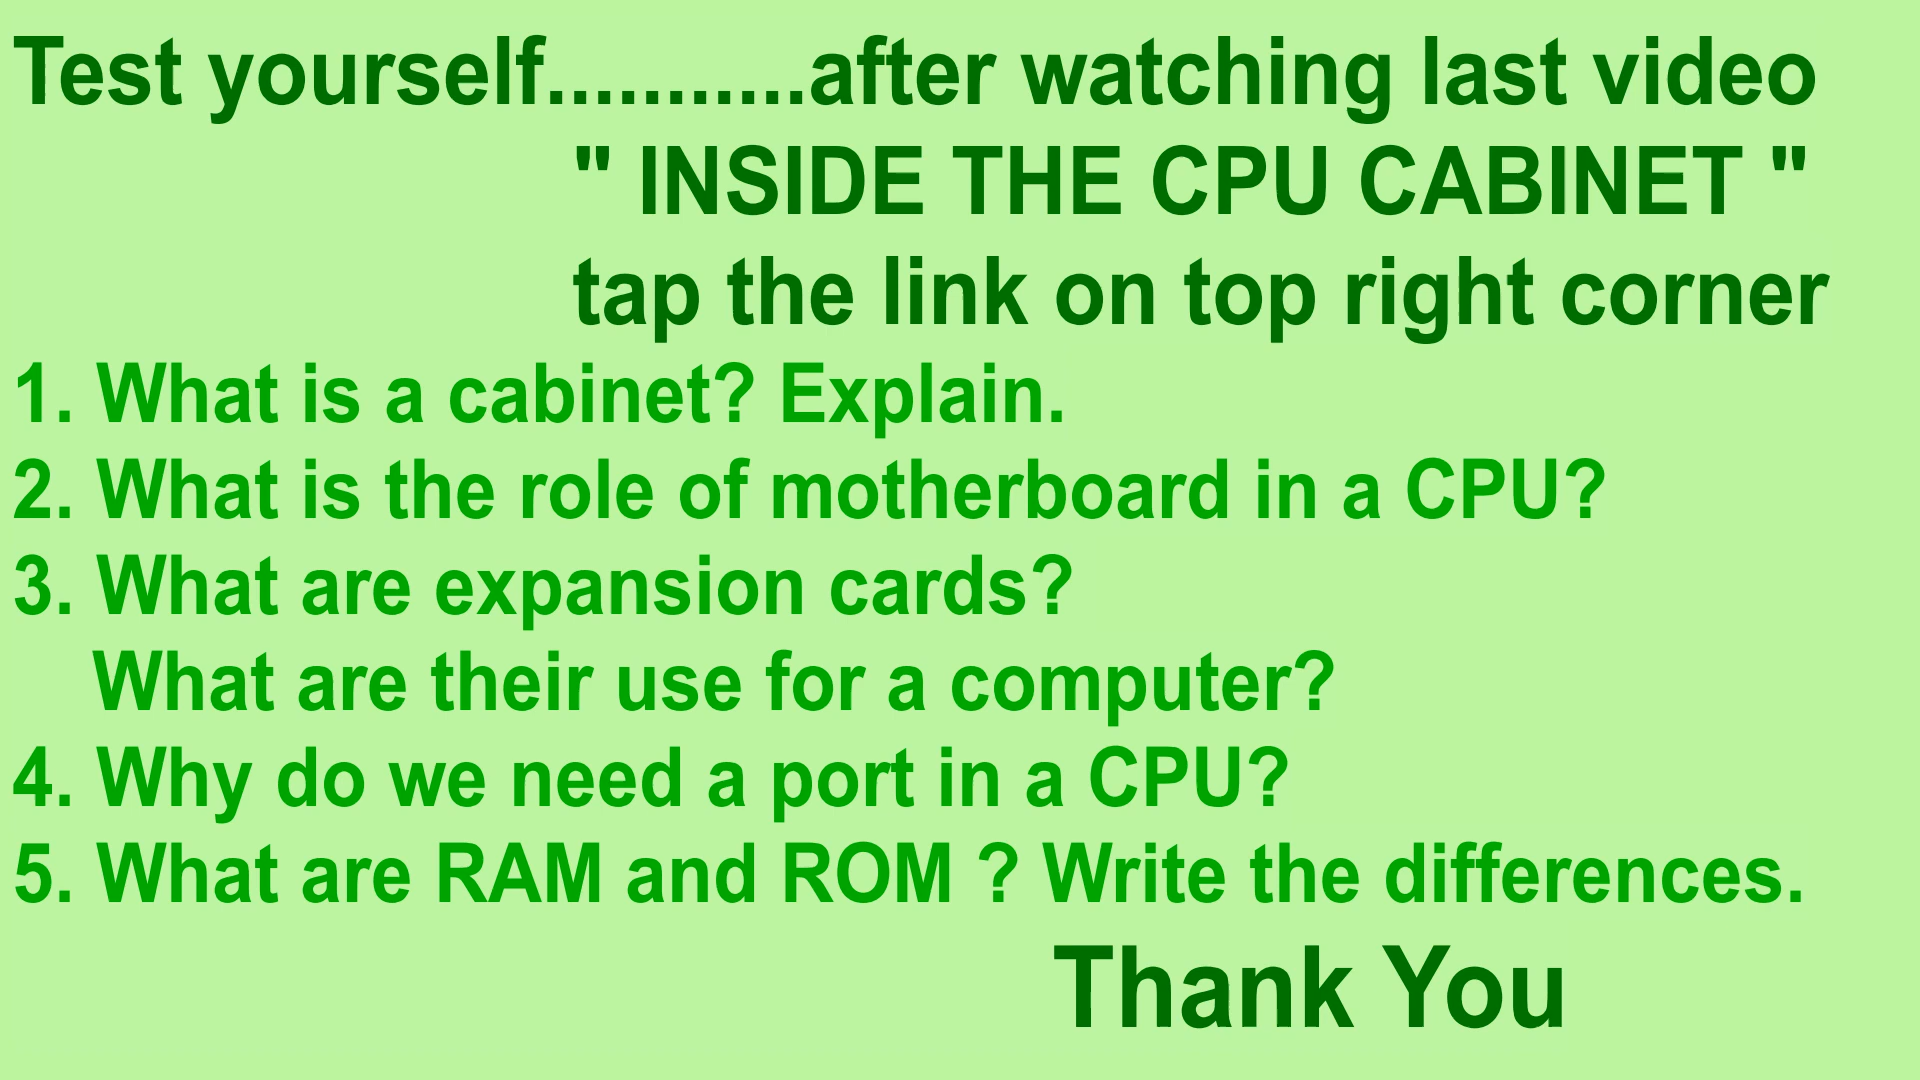 Test yourself...........after watching last video
" INSIDE THE CPU CABINET "
tap the link on top right corner
1. What is a cabinet? Explain.
2. What is the role of motherboard in a CPU?
3. What are expansion cards?
What are their use for a computer?
4. Why do we need a port in a CPU?
5. What are RAM and ROM ? Write the differences.
Thank You